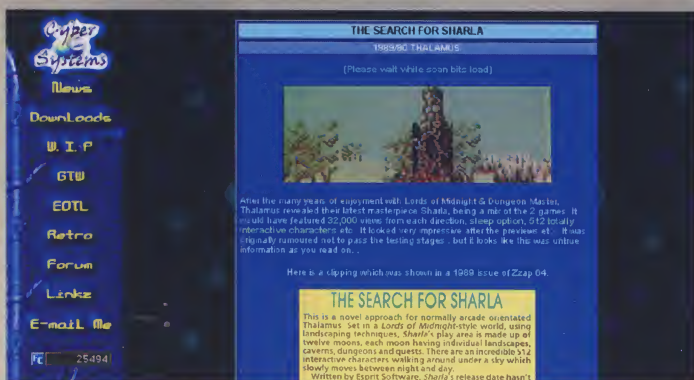 Cyber
Systems
News
DownLoads
W. I. P
GTW
EOTL
Retro
Forum
Linkz
E-mail Me
25494
THE SEARCH FOR SHARLA
1989/90 THALAMUS
(Please wait while scan bits load)
After the many years of enjoyment with Lords of Midnight & Dungeon Master,
Thalamus revealed their latest masterpiece Sharla, being a mix of the 2 games. It
would have featured 32,000 views from each direction, sleep option, 512 totally
interactive characters etc. It looked very impressive after the previews etc. It was
originally rumoured not to pass the testing stages.. but it looks like this was untrue
information as you read on...
Here is a clipping which was shown in a 1989 issue of Zzap 64.
THE SEARCH FOR SHARLA
This is a novel approach for normally arcade orientated
Thalamus. Set in a Lords of Midnight-style world, using
landscaping techniques, Sharla's play area is made up of
twelve moons, each moon having individual landscapes,
caverns, dungeons and quests. There are an incredible 512
interactive characters walking around under a sky which
slowly moves between night and day.
Written by Esprit Software, Sharla's release date hasn't